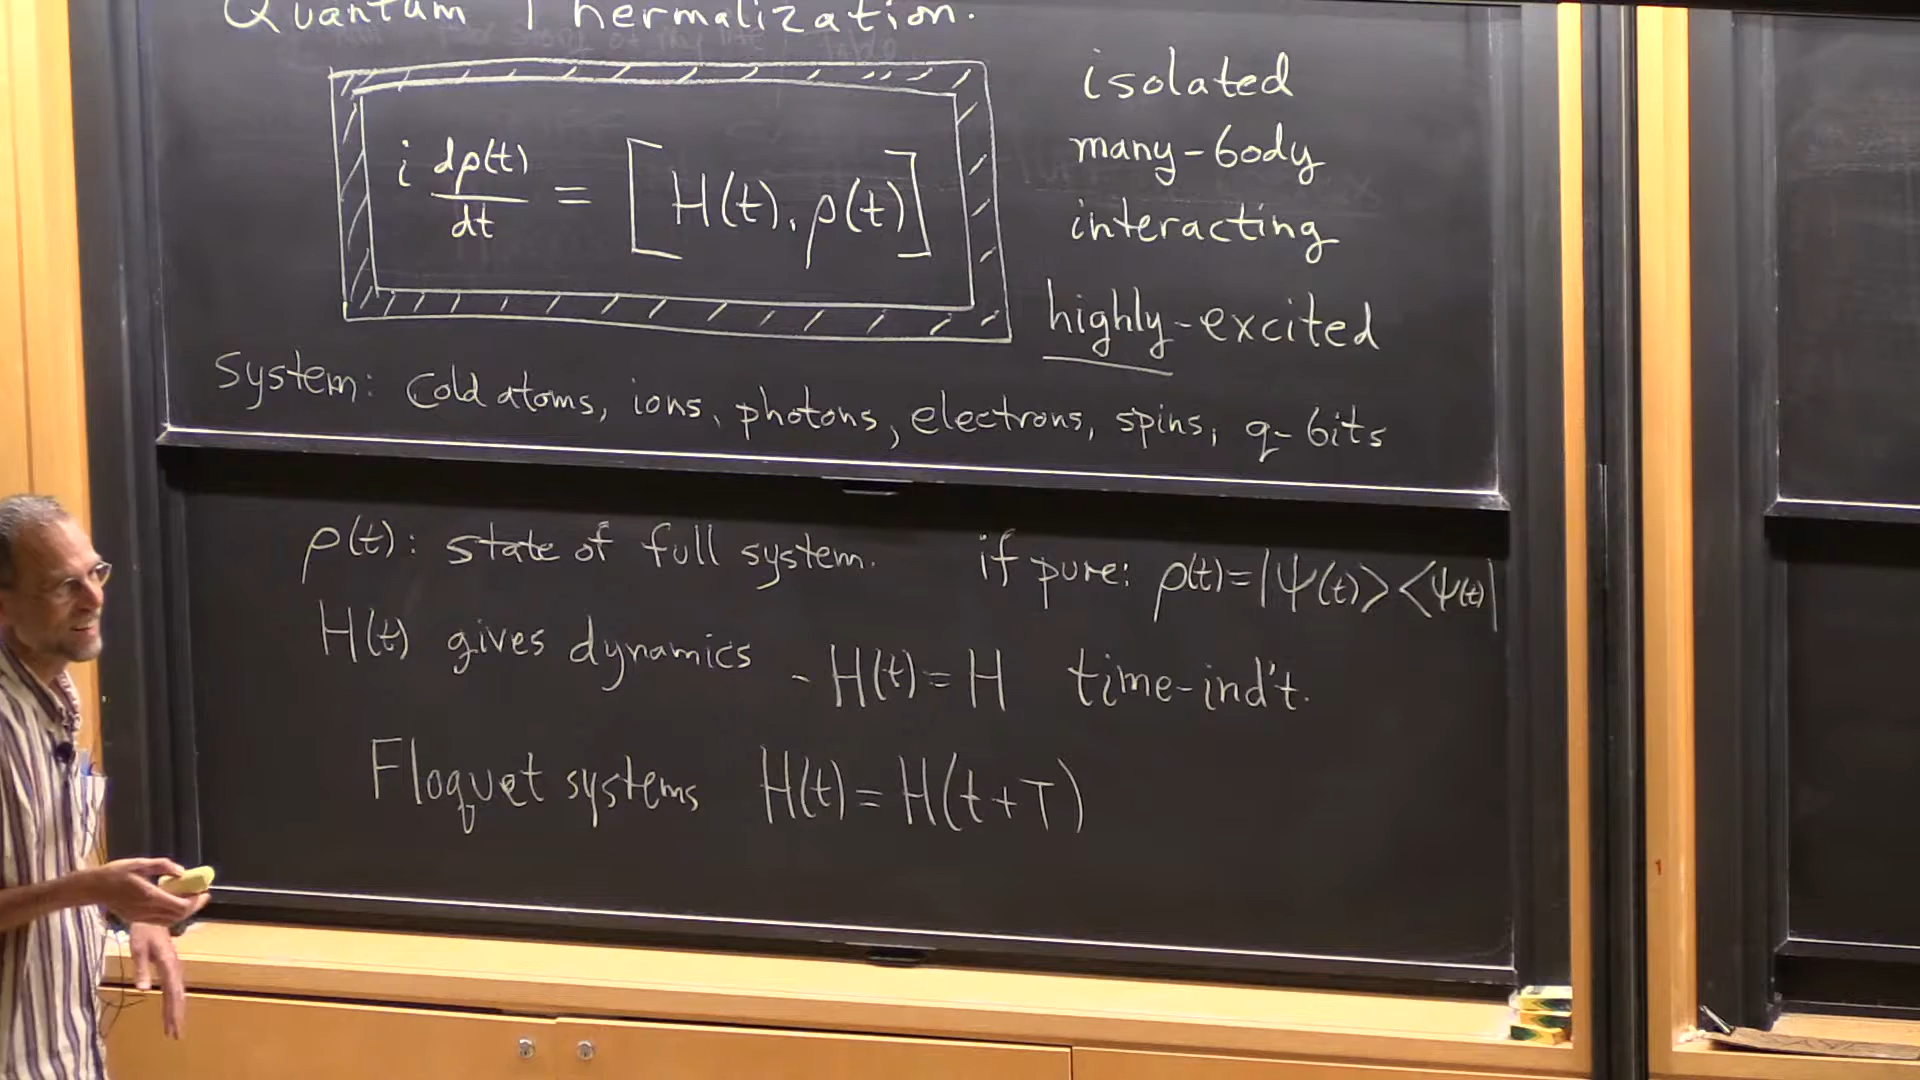 Quantum Thermalization.
i dρ(t)/dt = [H(t), ρ(t)]
isolated
many-body
interacting
highly-excited
System: Cold atoms, ions, photons, electrons, spins, q-bits
ρ(t): state of full system. if pure: ρ(t)=|Ψ(t)><Ψ(t)|
H(t) gives dynamics - H(t)=H time-ind't.
Floquet systems H(t)=H(t+T)